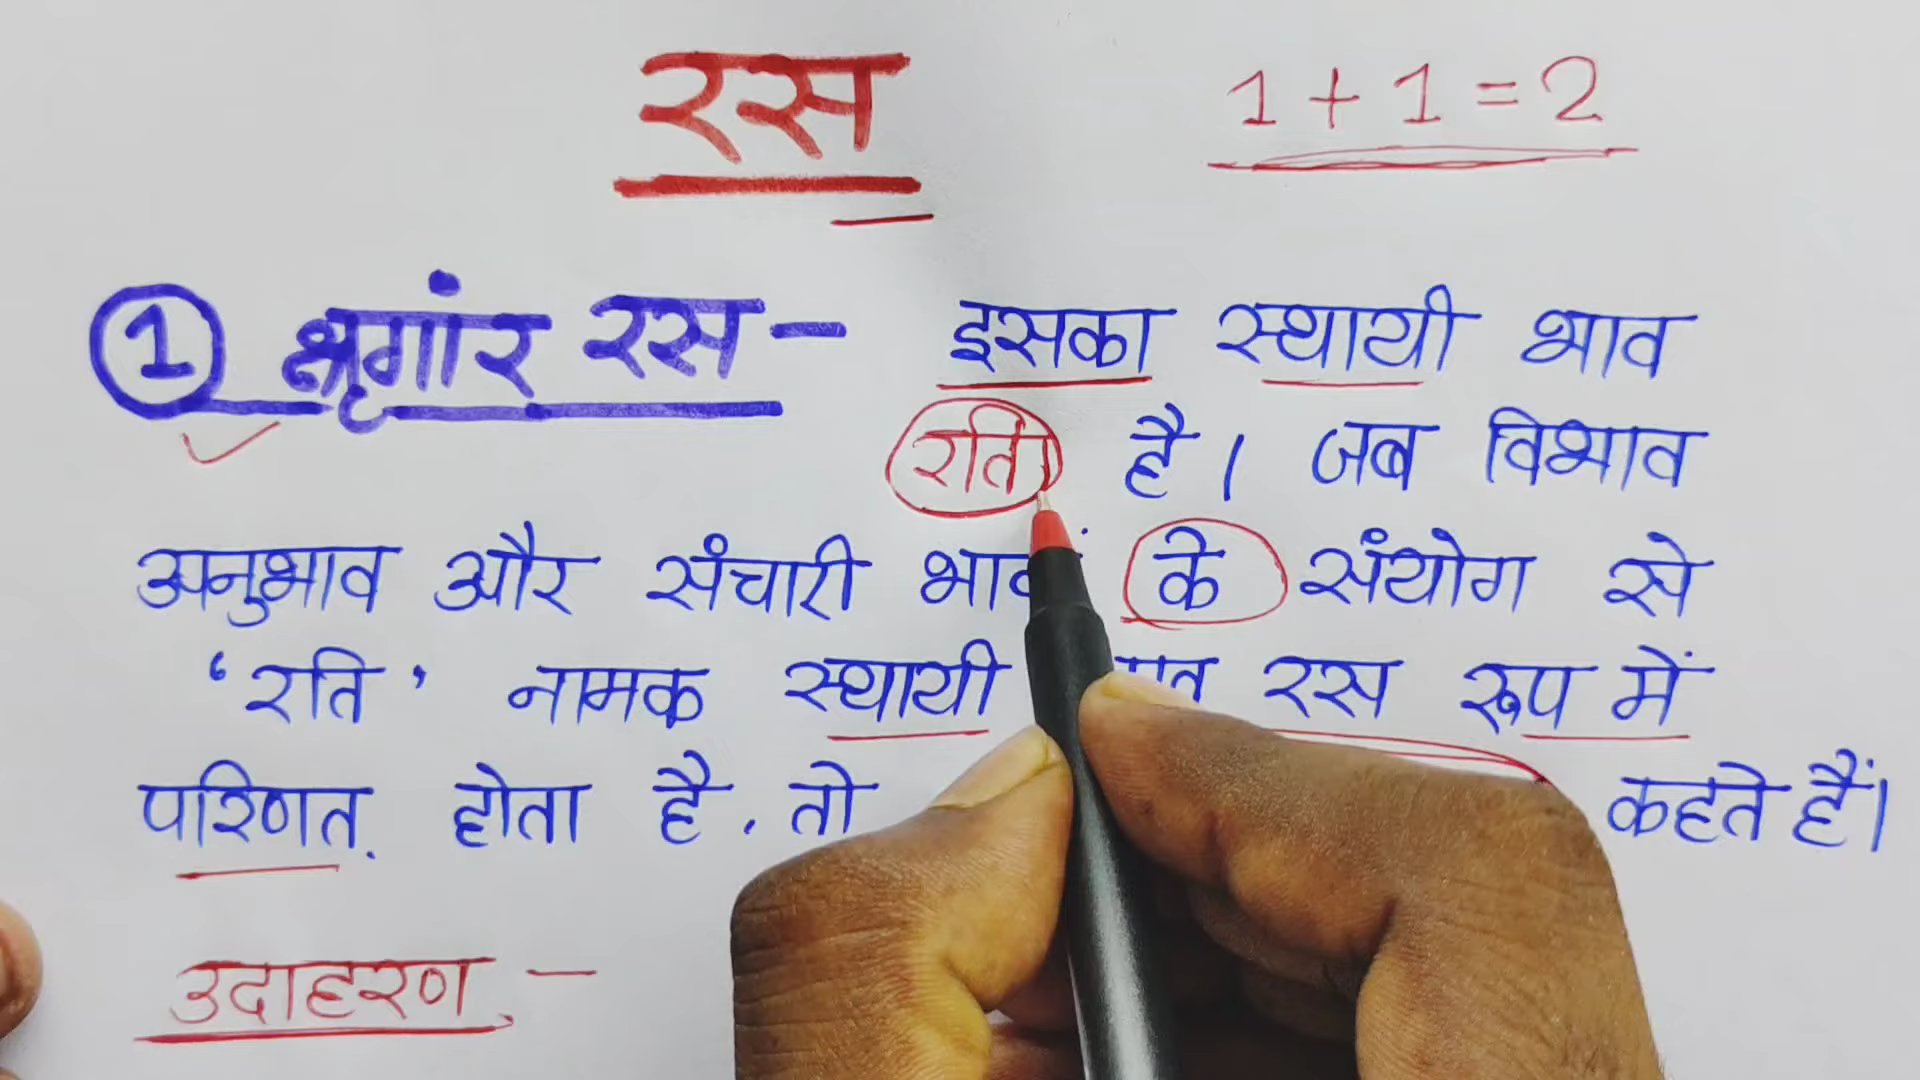 रस
1 + 1 = 2
① श्रृगांर रस - इसका स्थायी भाव
रति है। जब विभाव
अनुभाव और संचारी के संयोग से
'रति' नामक स्थायी रस रूप में
परिणत होता है, तो कहते हैं।
उदाहरण -